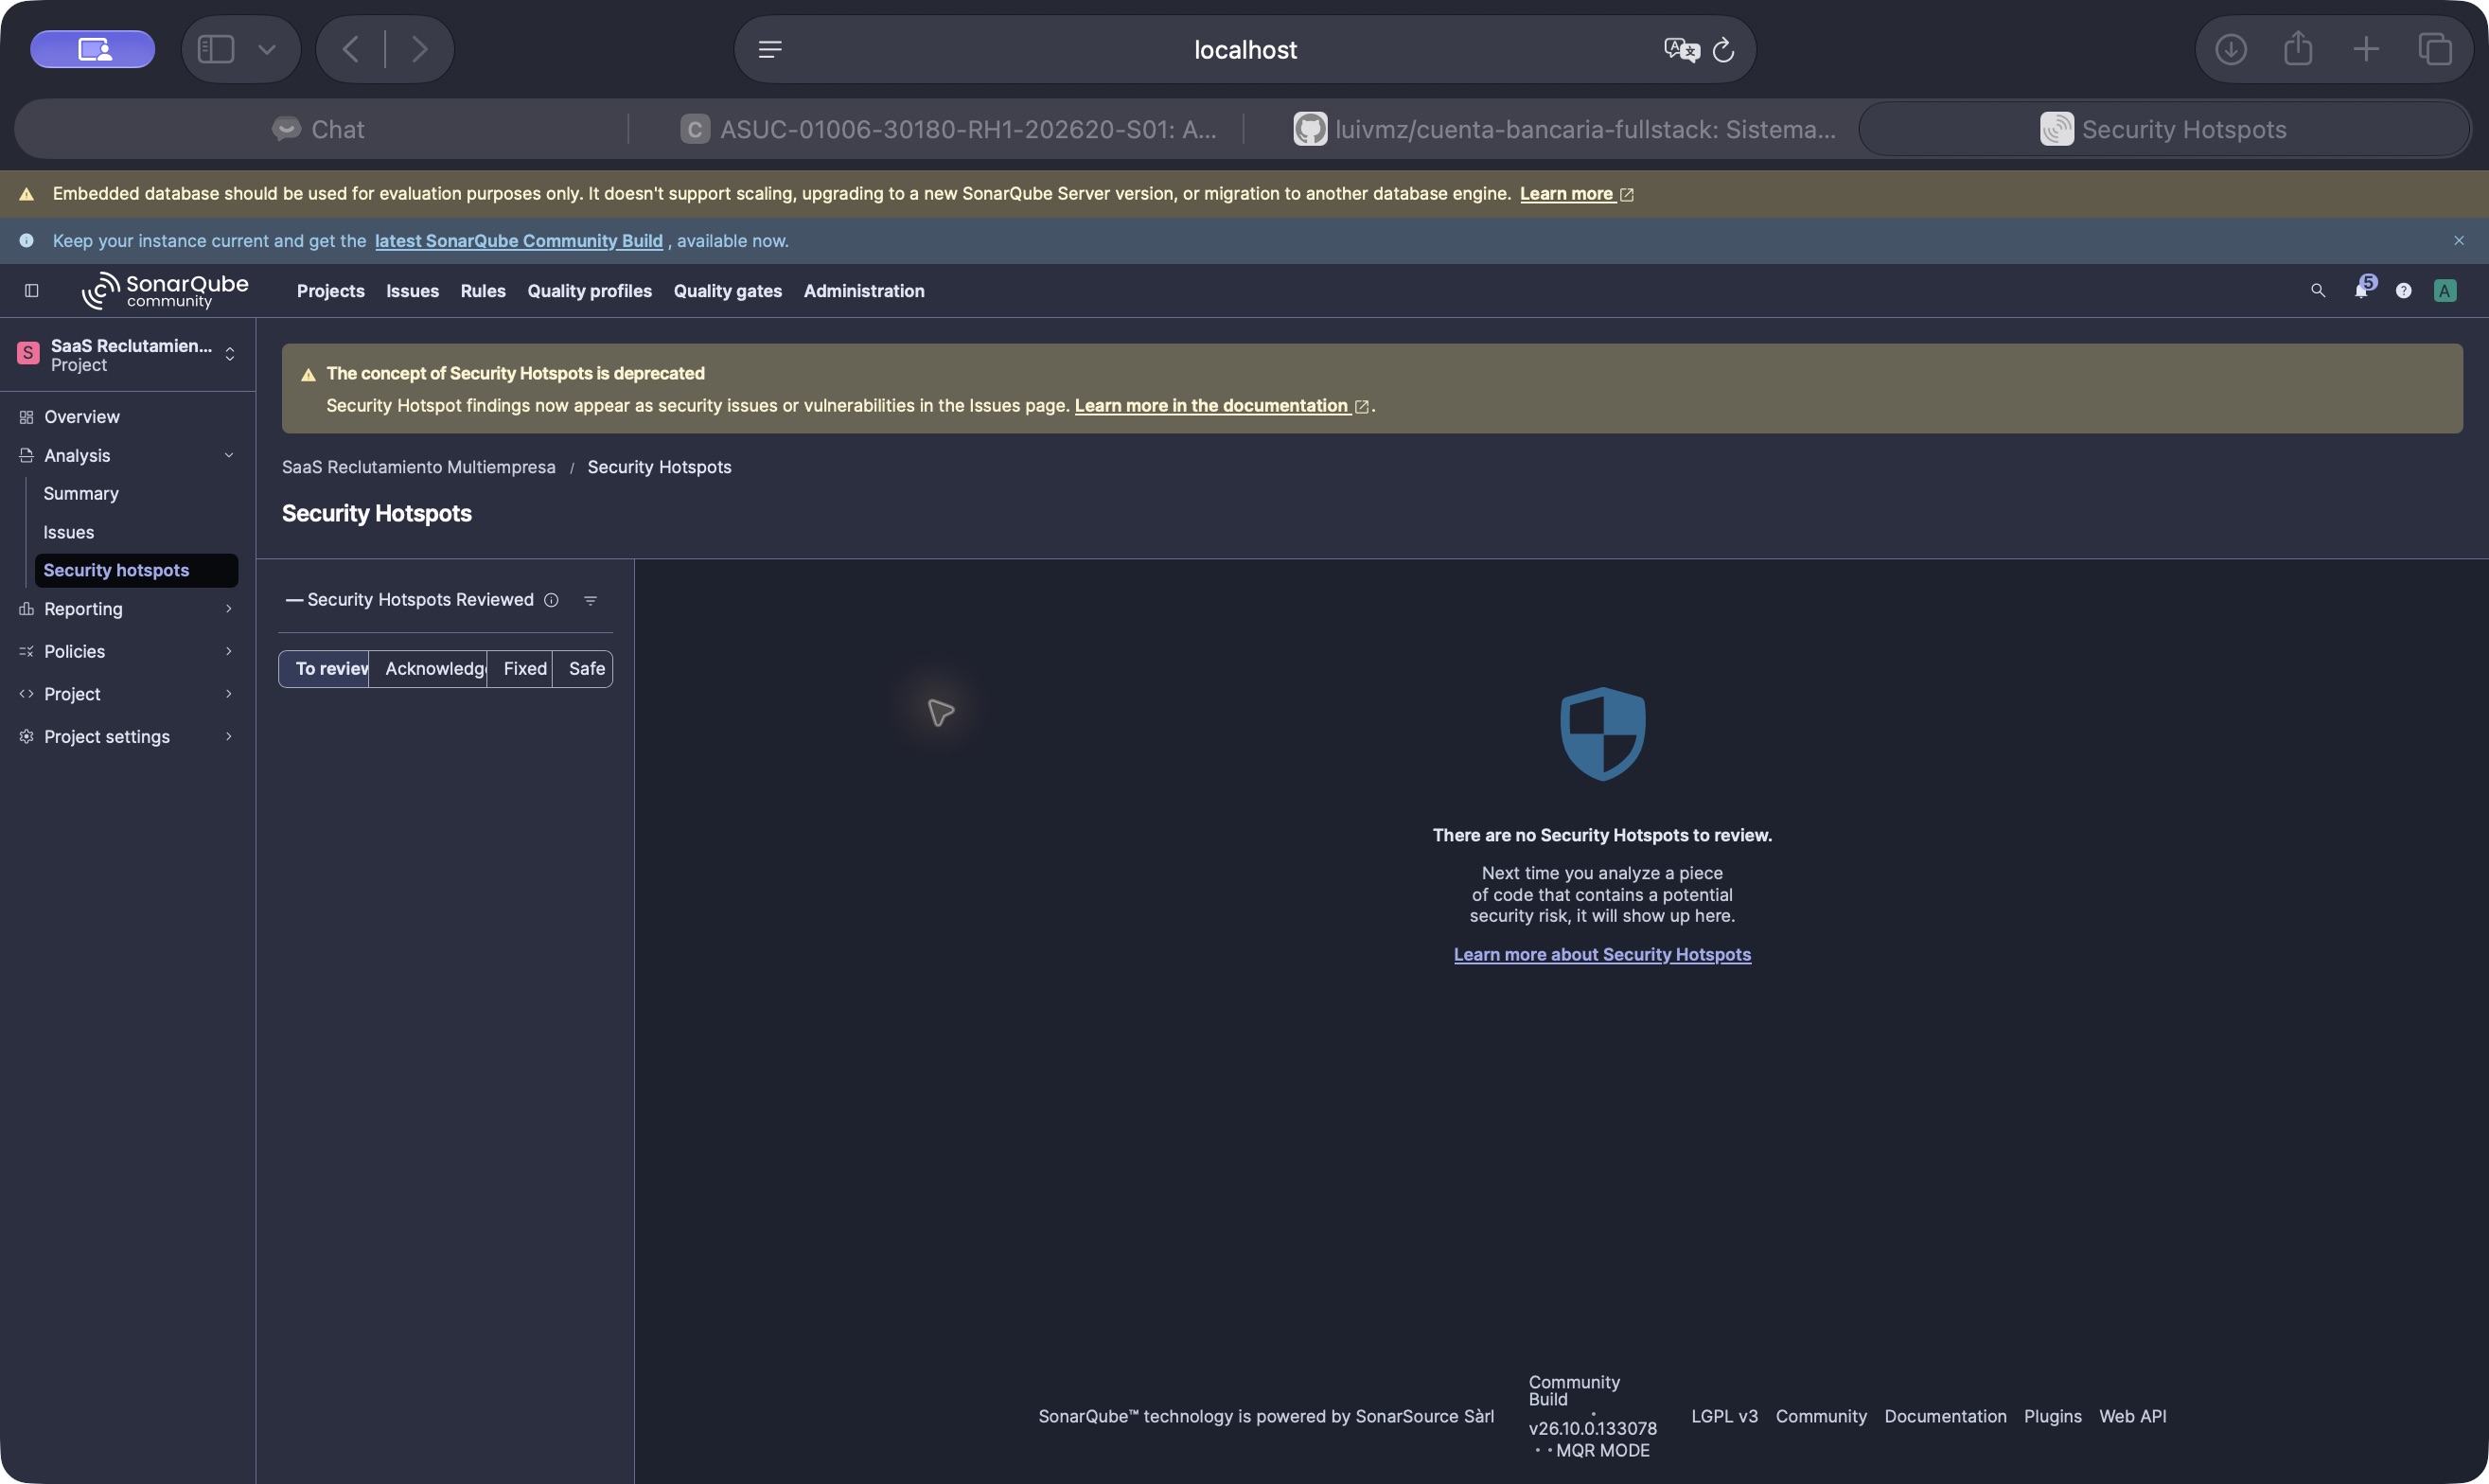 localhost
Chat
C ASUC-01006-30180-RH1-202620-S01: A...
luivmz/cuenta-bancaria-fullstack: Sistema...
Security Hotspots
Embedded database should be used for evaluation purposes only. It doesn't support scaling, upgrading to a new SonarQube Server version, or migration to another database engine. Learn more
Keep your instance current and get the latest SonarQube Community Build , available now.
SonarQube
community
Projects
Issues
Rules
Quality profiles
Quality gates
Administration
5
A
S
SaaS Reclutamien...
Project
Overview
Analysis
Summary
Issues
Security hotspots
Reporting
Policies
Project
Project settings
The concept of Security Hotspots is deprecated
Security Hotspot findings now appear as security issues or vulnerabilities in the Issues page. Learn more in the documentation .
SaaS Reclutamiento Multiempresa / Security Hotspots
Security Hotspots
— Security Hotspots Reviewed
To review
Acknowledge
Fixed
Safe
There are no Security Hotspots to review.
Next time you analyze a piece
of code that contains a potential
security risk, it will show up here.
Learn more about Security Hotspots
SonarQube™ technology is powered by SonarSource Sàrl
Community
Build
•
v26.10.0.133078
• • MQR MODE
LGPL v3
Community
Documentation
Plugins
Web API